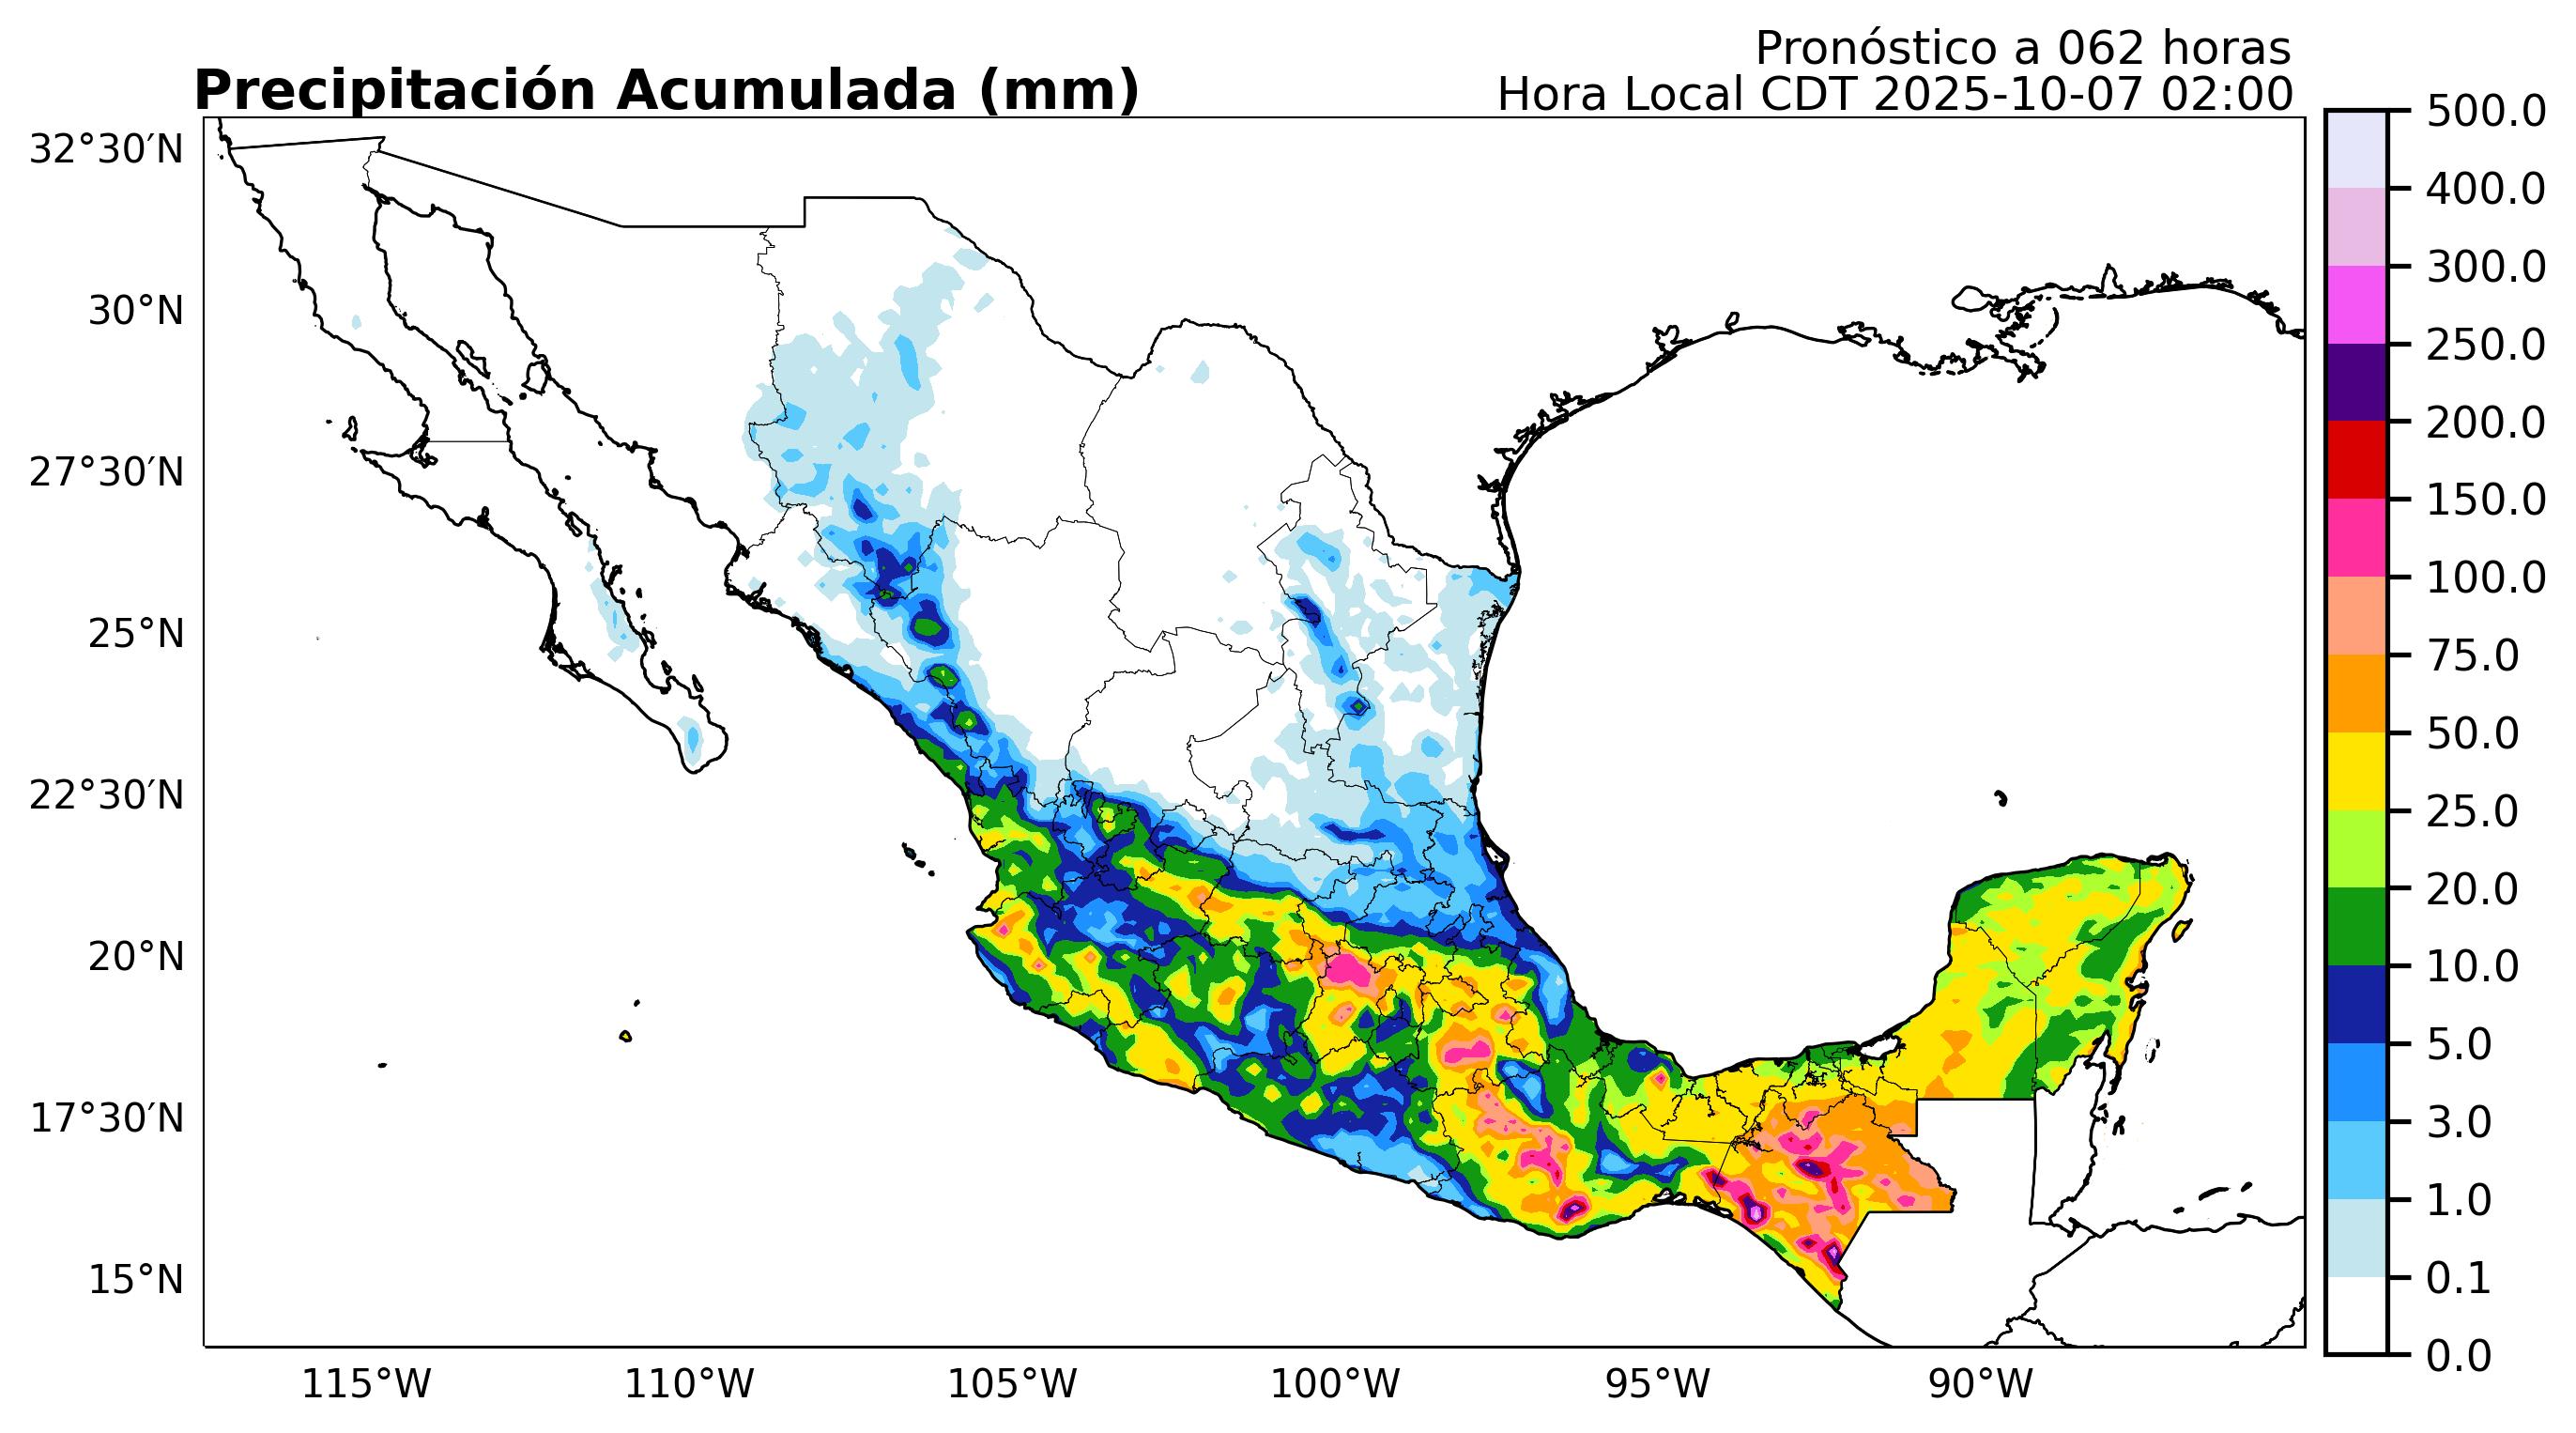 Pronóstico a 062 horas
Precipitación Acumulada (mm)
Hora Local CDT 2025-10-07 02:00
32°30′N
30°N
27°30′N
25°N
22°30′N
20°N
17°30′N
15°N
115°W
110°W
105°W
100°W
95°W
90°W
500.0
400.0
300.0
250.0
200.0
150.0
100.0
75.0
50.0
25.0
20.0
10.0
5.0
3.0
1.0
0.1
0.0